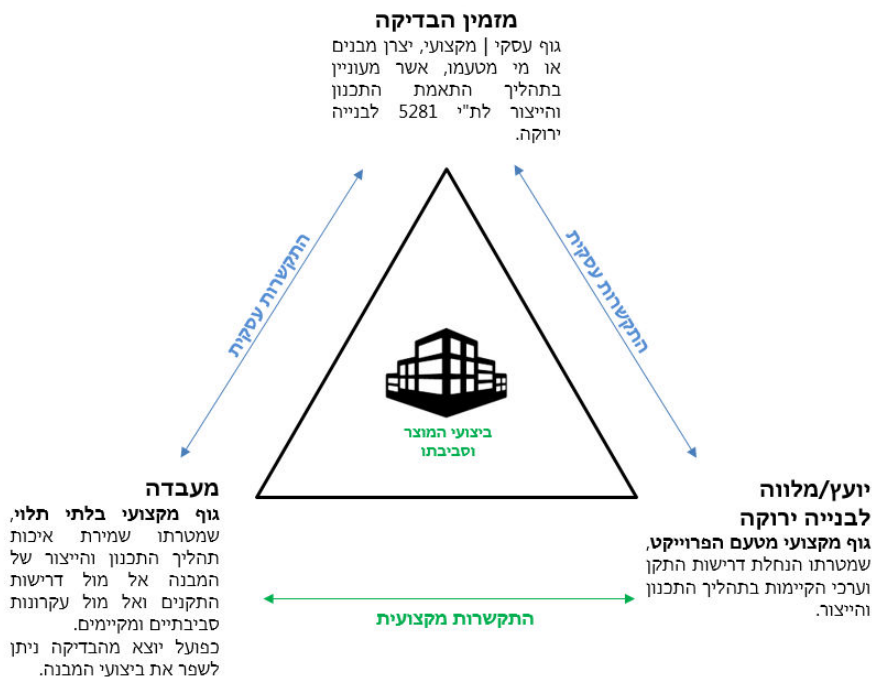 מזמין הבדיקה
גוף עסקי | מקצועי, יצרן מבנים
או מי מטעמו, אשר מעוניין
בתהליך התאמת התכנון
והייצור לת"י 5281 לבנייה
ירוקה.
התקשרות עסקית
התקשרות עסקית
ביצועי המוצר
וסביבתו
יועץ/מלווה
לבנייה ירוקה
גוף מקצועי מטעם הפרוייקט,
שמטרתו הנחלת דרישות התקן
וערכי הקיימות בתהליך התכנון
והייצור.
מעבדה
גוף מקצועי בלתי תלוי,
שמטרתו שמירת איכות
תהליך התכנון והייצור של
המבנה אל מול דרישות
התקנים ואל מול עקרונות
סביבתיים ומקיימים.
כפועל יוצא מהבדיקה ניתן
לשפר את ביצועי המבנה.
התקשרות מקצועית